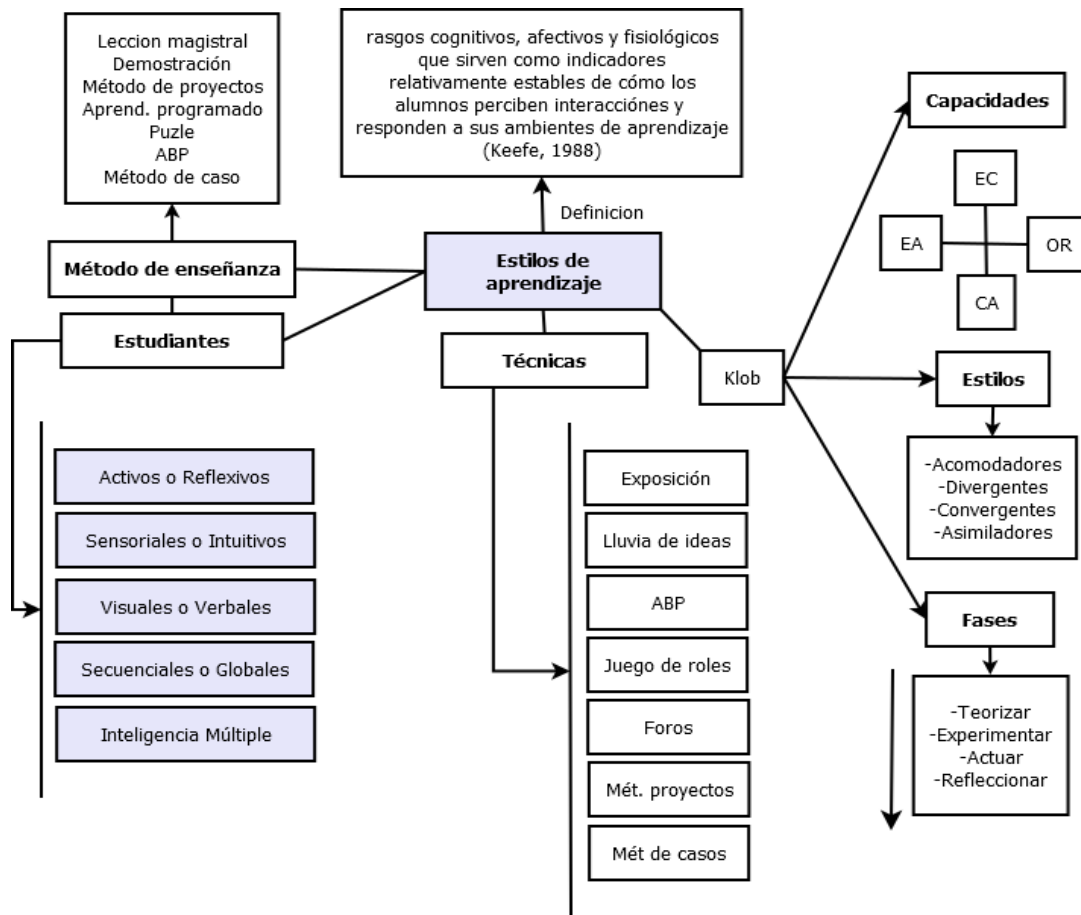 Leccion magistral
Demostración
Método de proyectos
Aprend. programado
Puzle
ABP
Método de caso
rasgos cognitivos, afectivos y fisiológicos
que sirven como indicadores
relativamente estables de cómo los
alumnos perciben interacciónes y
responden a sus ambientes de aprendizaje
(Keefe, 1988)
Definicion
Estilos de
aprendizaje
Método de enseñanza
Estudiantes
Activos o Reflexivos
Sensoriales o Intuitivos
Visuales o Verbales
Secuenciales o Globales
Inteligencia Múltiple
Técnicas
Exposición
Lluvia de ideas
ABP
Juego de roles
Foros
Mét. proyectos
Mét de casos
Klob
Capacidades
EC
EA
OR
CA
Estilos
-Acomodadores
-Divergentes
-Convergentes
-Asimiladores
Fases
-Teorizar
-Experimentar
-Actuar
-Refleccionar